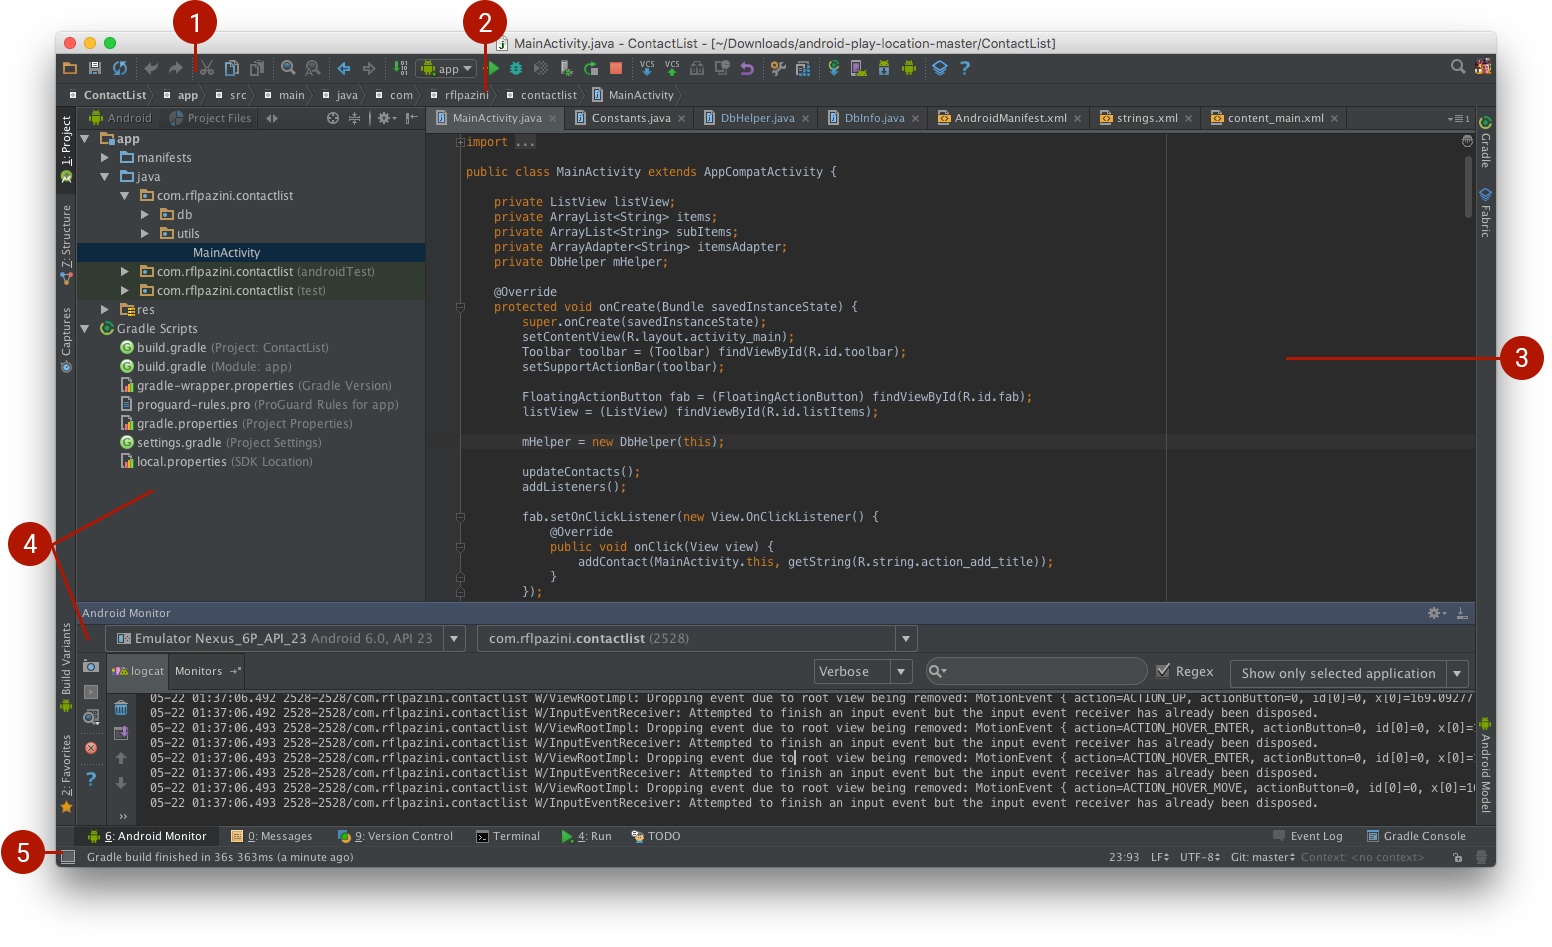 1
2
MainActivity.java - ContactList - [~/Downloads/android-play-location-master/ContactList]
app
VCS VCS
ContactList app src main java com rflpazini contactlist MainActivity
Android Project Files
MainActivity.java Constants.java DbHelper.java DbInfo.java AndroidManifest.xml strings.xml content_main.xml
1: Project
Z: Structure
Captures
Build Variants
2: Favorites
app
manifests
java
com.rflpazini.contactlist
db
utils
MainActivity
com.rflpazini.contactlist (androidTest)
com.rflpazini.contactlist (test)
res
Gradle Scripts
build.gradle (Project: ContactList)
build.gradle (Module: app)
gradle-wrapper.properties (Gradle Version)
proguard-rules.pro (ProGuard Rules for app)
gradle.properties (Project Properties)
settings.gradle (Project Settings)
local.properties (SDK Location)
4
import ...
public class MainActivity extends AppCompatActivity {
private ListView listView;
private ArrayList<String> items;
private ArrayList<String> subItems;
private ArrayAdapter<String> itemsAdapter;
private DbHelper mHelper;
@Override
protected void onCreate(Bundle savedInstanceState) {
super.onCreate(savedInstanceState);
setContentView(R.layout.activity_main);
Toolbar toolbar = (Toolbar) findViewById(R.id.toolbar);
setSupportActionBar(toolbar);
FloatingActionButton fab = (FloatingActionButton) findViewById(R.id.fab);
listView = (ListView) findViewById(R.id.listItems);
mHelper = new DbHelper(this);
updateContacts();
addListeners();
fab.setOnClickListener(new View.OnClickListener() {
@Override
public void onClick(View view) {
addContact(MainActivity.this, getString(R.string.action_add_title));
}
});
Gradle
Fabric
Android Model
3
Android Monitor
Emulator Nexus_6P_API_23 Android 6.0, API 23
com.rflpazini.contactlist (2528)
logcat Monitors
Verbose
Regex
Show only selected application
05-22 01:37:06.492 2528-2528/com.rflpazini.contactlist W/ViewRootImpl: Dropping event due to root view being removed: MotionEvent { action=ACTION_UP, actionButton=0, id[0]=0, x[0]=169.09277
05-22 01:37:06.492 2528-2528/com.rflpazini.contactlist W/InputEventReceiver: Attempted to finish an input event but the input event receiver has already been disposed.
05-22 01:37:06.493 2528-2528/com.rflpazini.contactlist W/ViewRootImpl: Dropping event due to root view being removed: MotionEvent { action=ACTION_HOVER_ENTER, actionButton=0, id[0]=0, x[0]=
05-22 01:37:06.493 2528-2528/com.rflpazini.contactlist W/InputEventReceiver: Attempted to finish an input event but the input event receiver has already been disposed.
05-22 01:37:06.493 2528-2528/com.rflpazini.contactlist W/ViewRootImpl: Dropping event due to root view being removed: MotionEvent { action=ACTION_HOVER_ENTER, actionButton=0, id[0]=0, x[0]=
05-22 01:37:06.493 2528-2528/com.rflpazini.contactlist W/InputEventReceiver: Attempted to finish an input event but the input event receiver has already been disposed.
05-22 01:37:06.493 2528-2528/com.rflpazini.contactlist W/ViewRootImpl: Dropping event due to root view being removed: MotionEvent { action=ACTION_HOVER_MOVE, actionButton=0, id[0]=0, x[0]=
05-22 01:37:06.493 2528-2528/com.rflpazini.contactlist W/InputEventReceiver: Attempted to finish an input event but the input event receiver has already been disposed.
6: Android Monitor 0: Messages 9: Version Control Terminal 4: Run TODO Event Log Gradle Console
5
Gradle build finished in 36s 363ms (a minute ago)
23:93 LF UTF-8 Git: master Context: <no context>